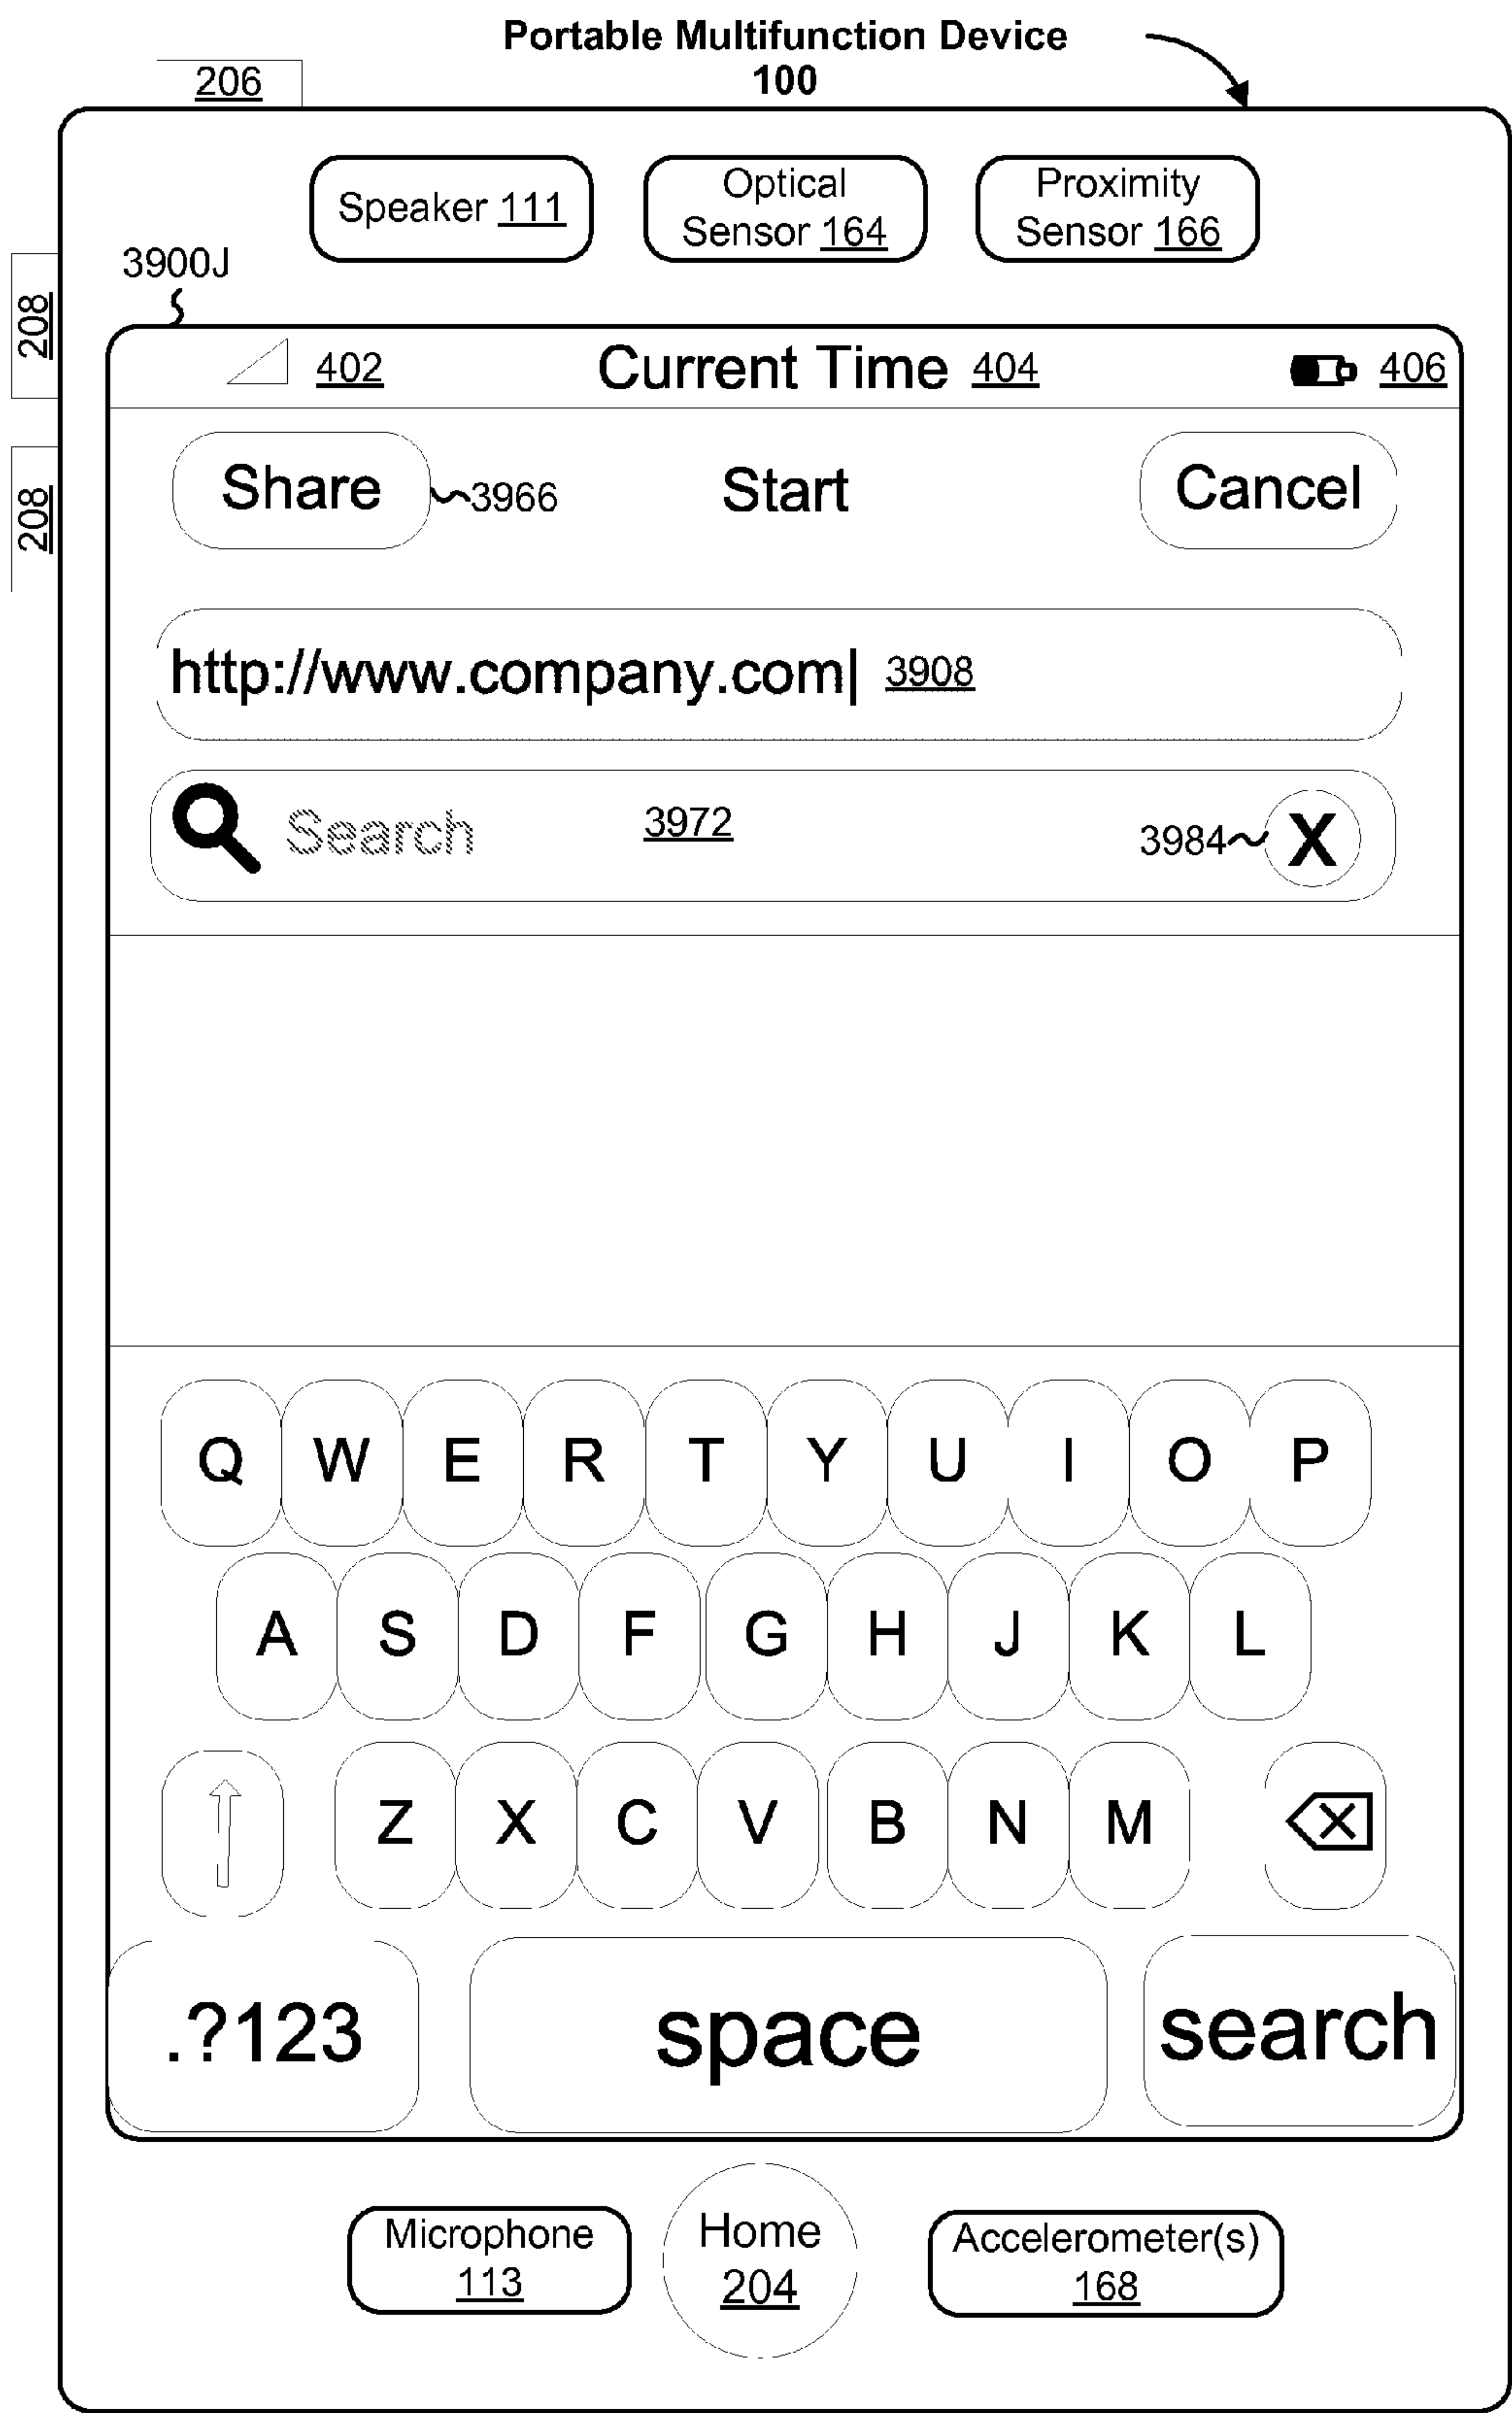 Portable Multifunction Device
100
206
Speaker 111
Optical
Sensor 164
Proximity
Sensor 166
3900J
208
208
402
Current Time 404
406
Share
3966
Start
Cancel
http://www.company.com| 3908
Search
3972
3984
X
Q W E R T Y U I O P
A S D F G H J K L
Z X C V B N M
.?123
space
search
Microphone
113
Home
204
Accelerometer(s)
168